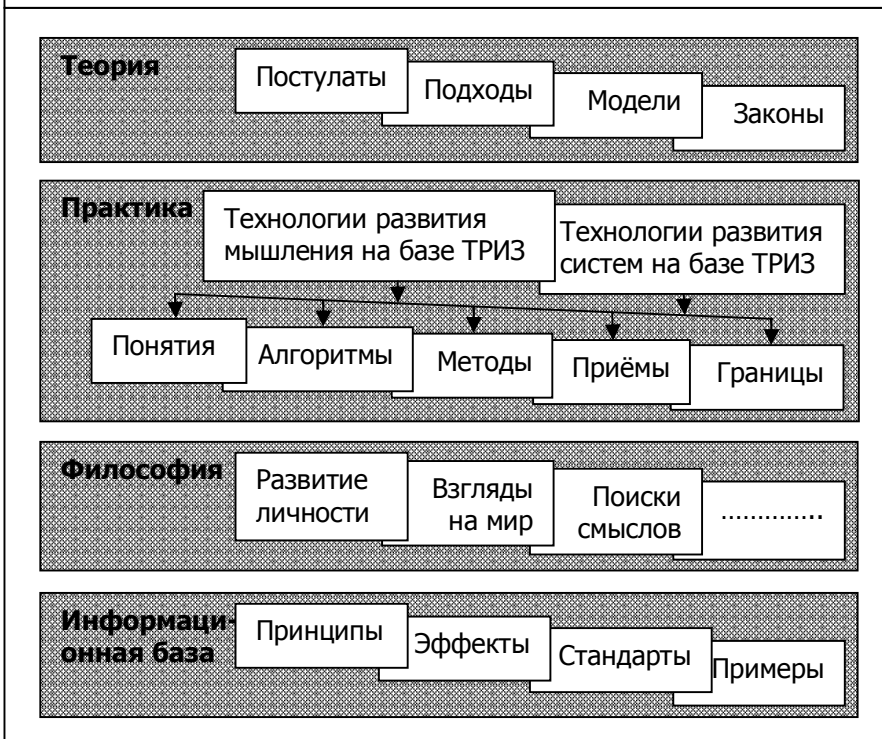 Теория
Постулаты
Подходы
Модели
Законы
Практика
Технологии развития
мышления на базе ТРИЗ
Технологии развития
систем на базе ТРИЗ
Понятия
Алгоритмы
Методы
Приёмы
Границы
Философия
Развитие
личности
Взгляды
на мир
Поиски
смыслов
..............
Информаци-
онная база
Принципы
Эффекты
Стандарты
Примеры